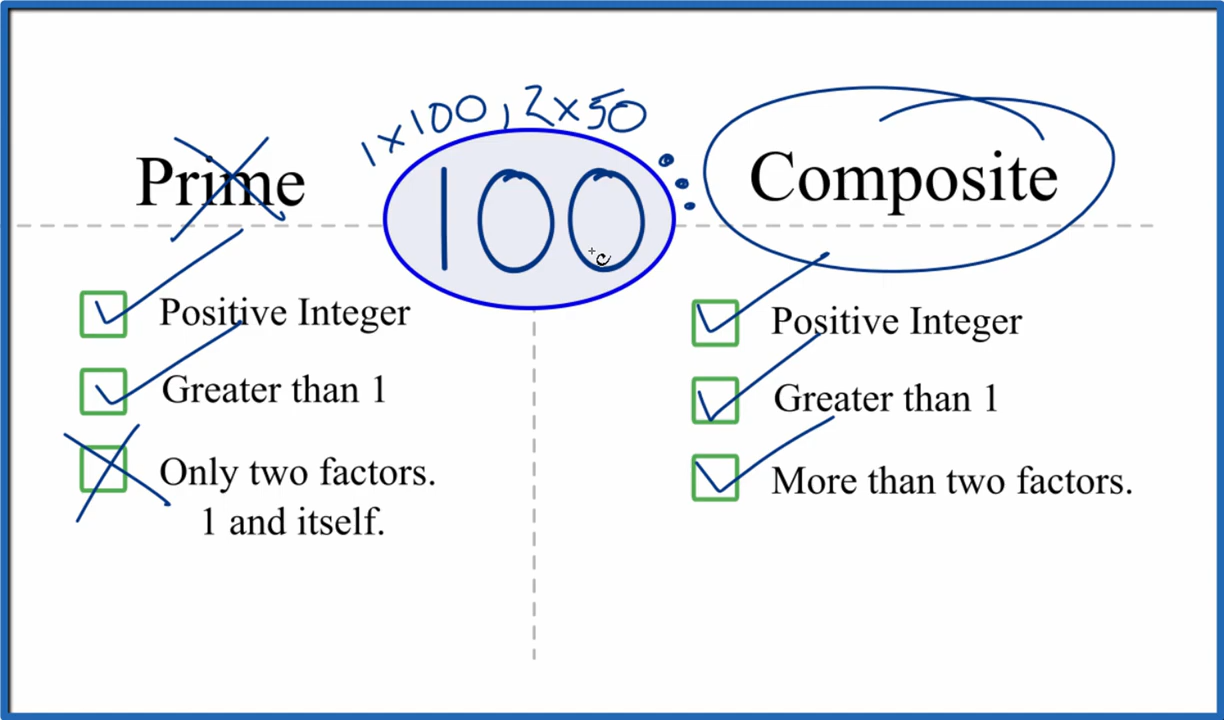 1 x 100, 2 x 50
Prime
100
Composite
Positive Integer
Greater than 1
Only two factors.
1 and itself.
Positive Integer
Greater than 1
More than two factors.